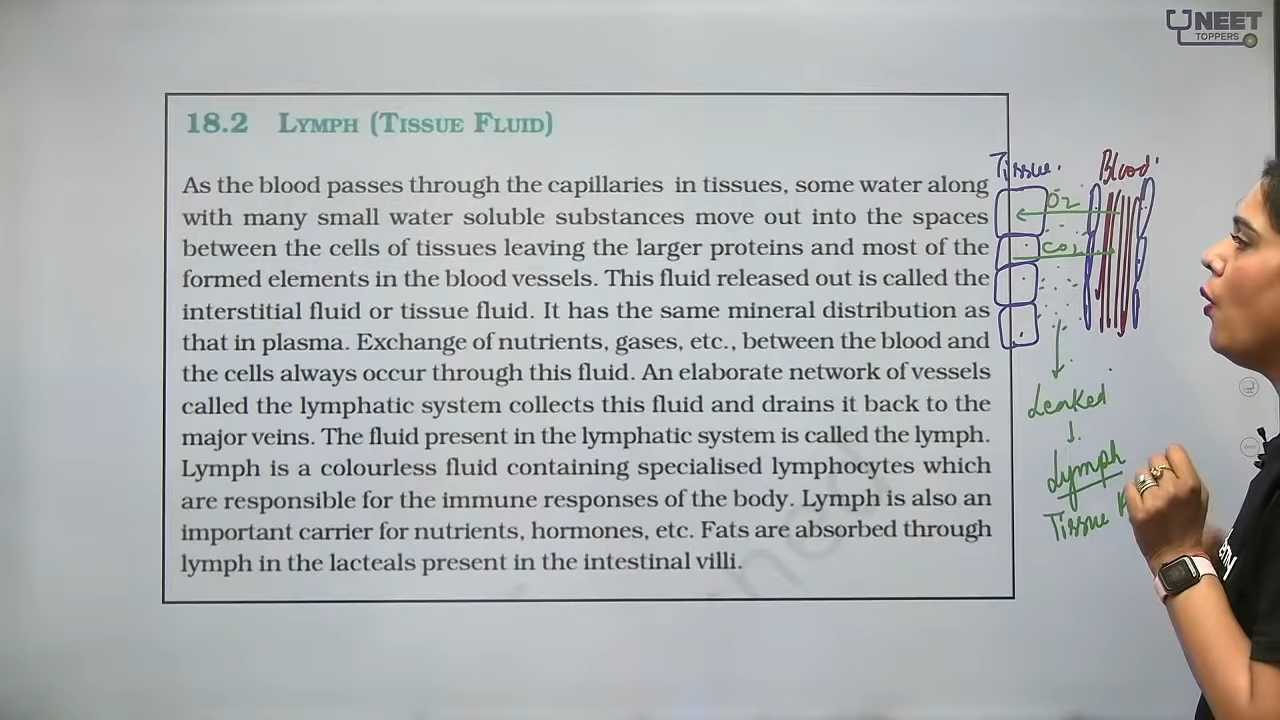 UNEET
TOPPERS
18.2 LYMPH (TISSUE FLUID)
As the blood passes through the capillaries in tissues, some water along
with many small water soluble substances move out into the spaces
between the cells of tissues leaving the larger proteins and most of the
formed elements in the blood vessels. This fluid released out is called the
interstitial fluid or tissue fluid. It has the same mineral distribution as
that in plasma. Exchange of nutrients, gases, etc., between the blood and
the cells always occur through this fluid. An elaborate network of vessels
called the lymphatic system collects this fluid and drains it back to the
major veins. The fluid present in the lymphatic system is called the lymph.
Lymph is a colourless fluid containing specialised lymphocytes which
are responsible for the immune responses of the body. Lymph is also an
important carrier for nutrients, hormones, etc. Fats are absorbed through
lymph in the lacteals present in the intestinal villi.
Tissue.
Blood.
O2
CO2
Leaked
Lymph
Tissue